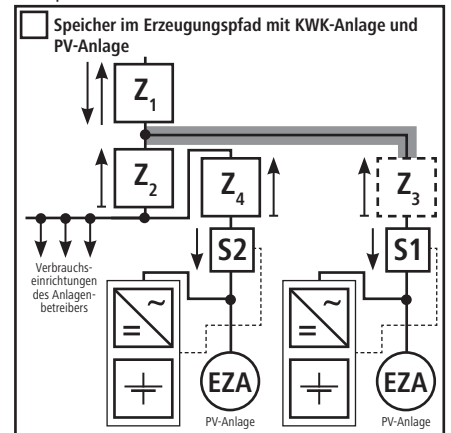 Speicher im Erzeugungspfad mit KWK-Anlage und
PV-Anlage
Z1
Z2
Z4
Z3
S2
S1
Verbrauchs-
einrichtungen
des Anlagen-
betreibers
~
=
~
=
EZA
EZA
PV-Anlage
PV-Anlage